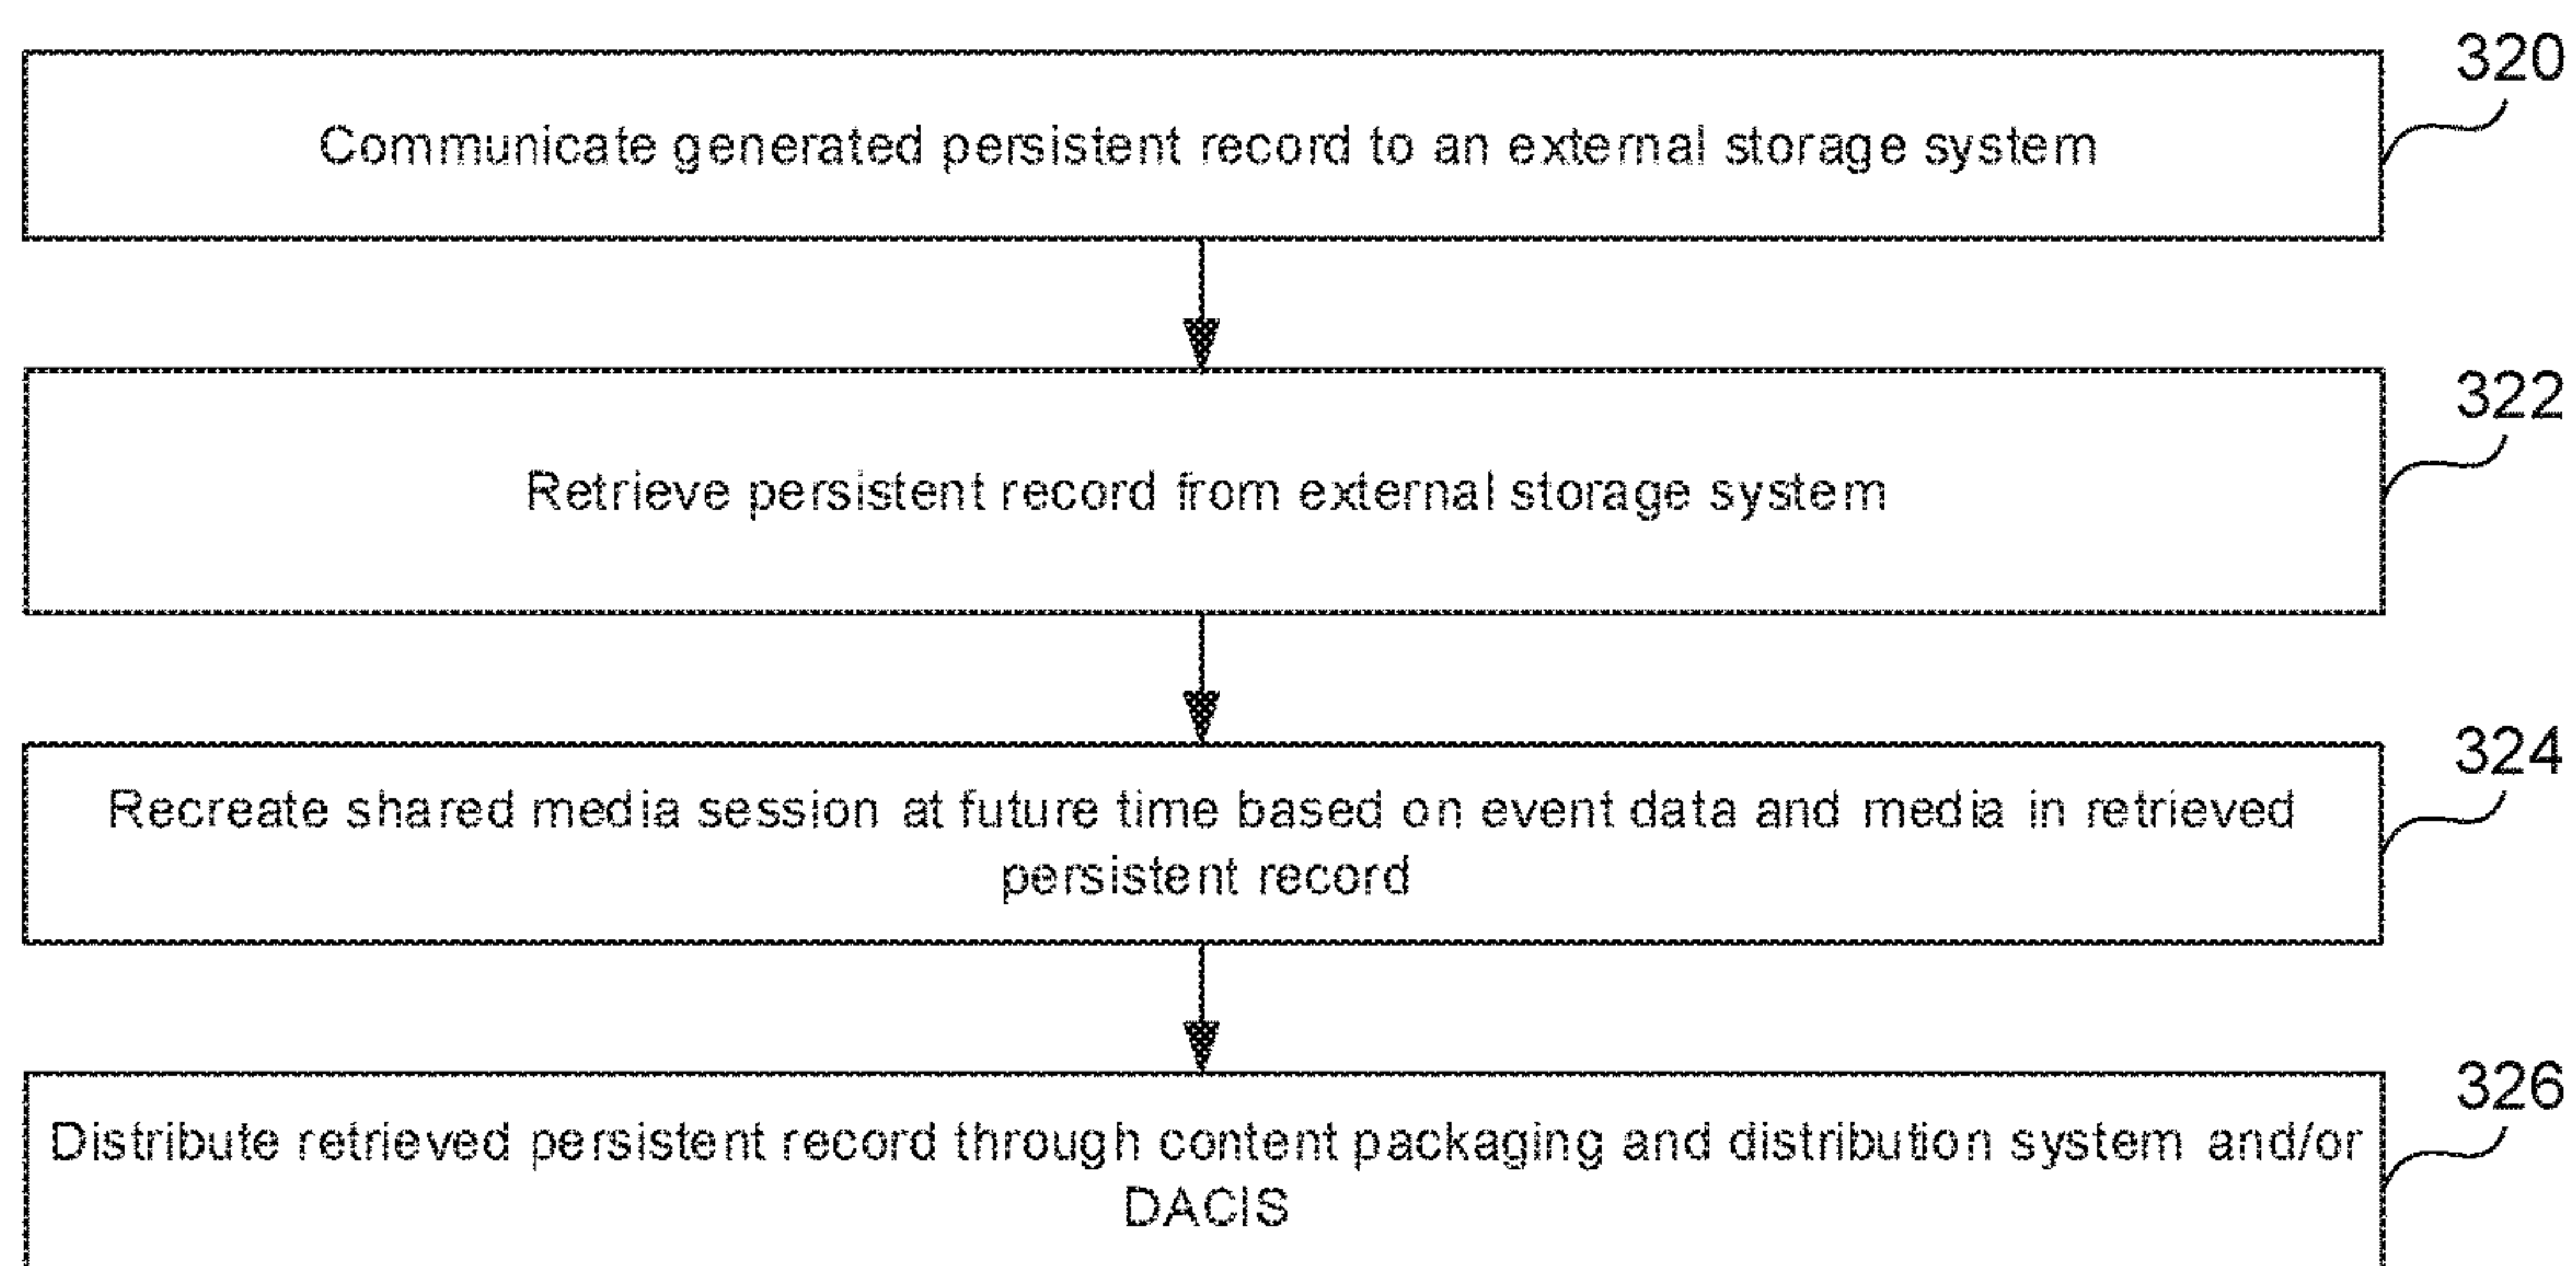 320
Communicate generated persistent record to an external storage system
322
Retrieve persistent record from external storage system
324
Recreate shared media session at future time based on event data and media in retrieved
persistent record
326
Distribute retrieved persistent record through content packaging and distribution system and/or
DACIS